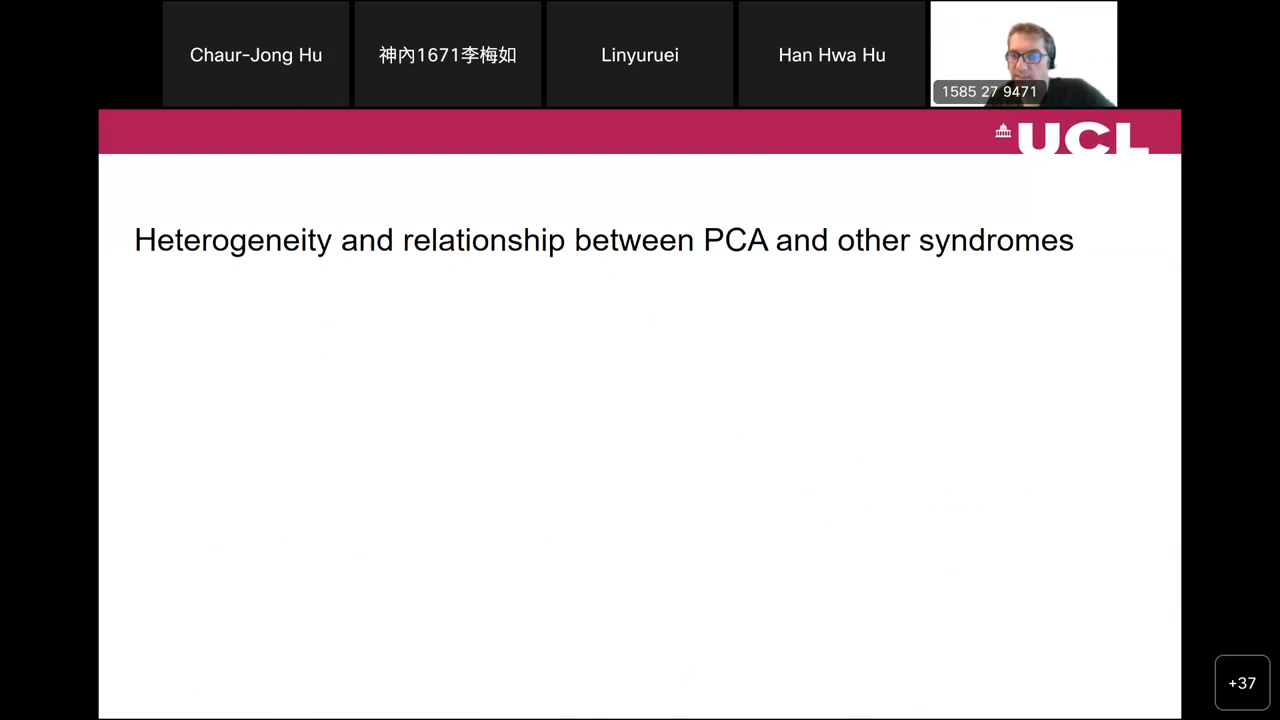 Chaur-Jong Hu
神內1671李梅如
Linyuruei
Han Hwa Hu
1585 27 9471
UCL
Heterogeneity and relationship between PCA and other syndromes
+37